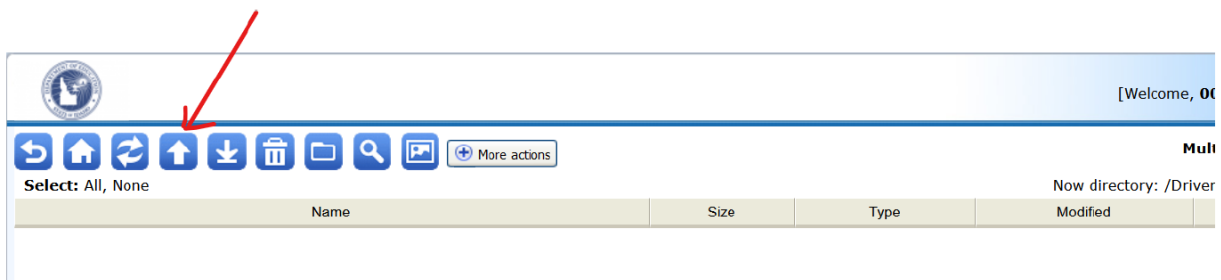 [Welcome, 00
More actions
Mult
Select: All, None
Now directory: /Driver
Name Size Type Modified